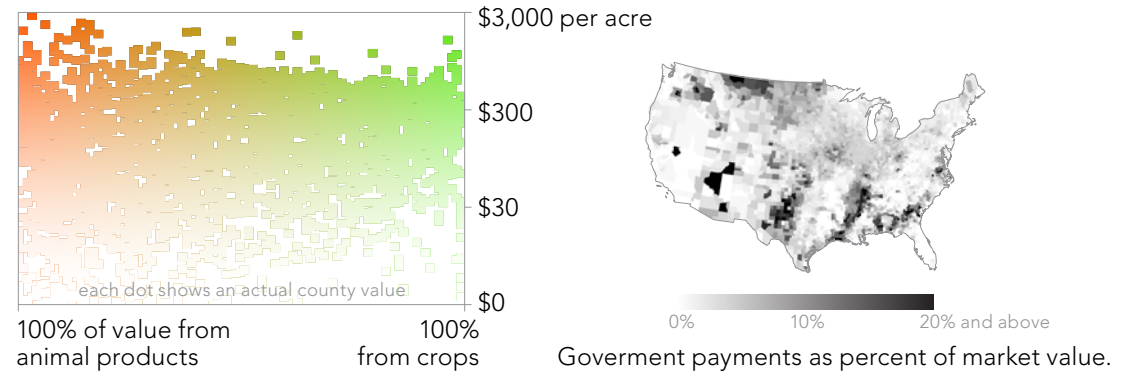 $3,000 per acre
$300
$30
$0
each dot shows an actual county value
100% of value from
animal products
100%
from crops
0%
10%
20% and above
Goverment payments as percent of market value.